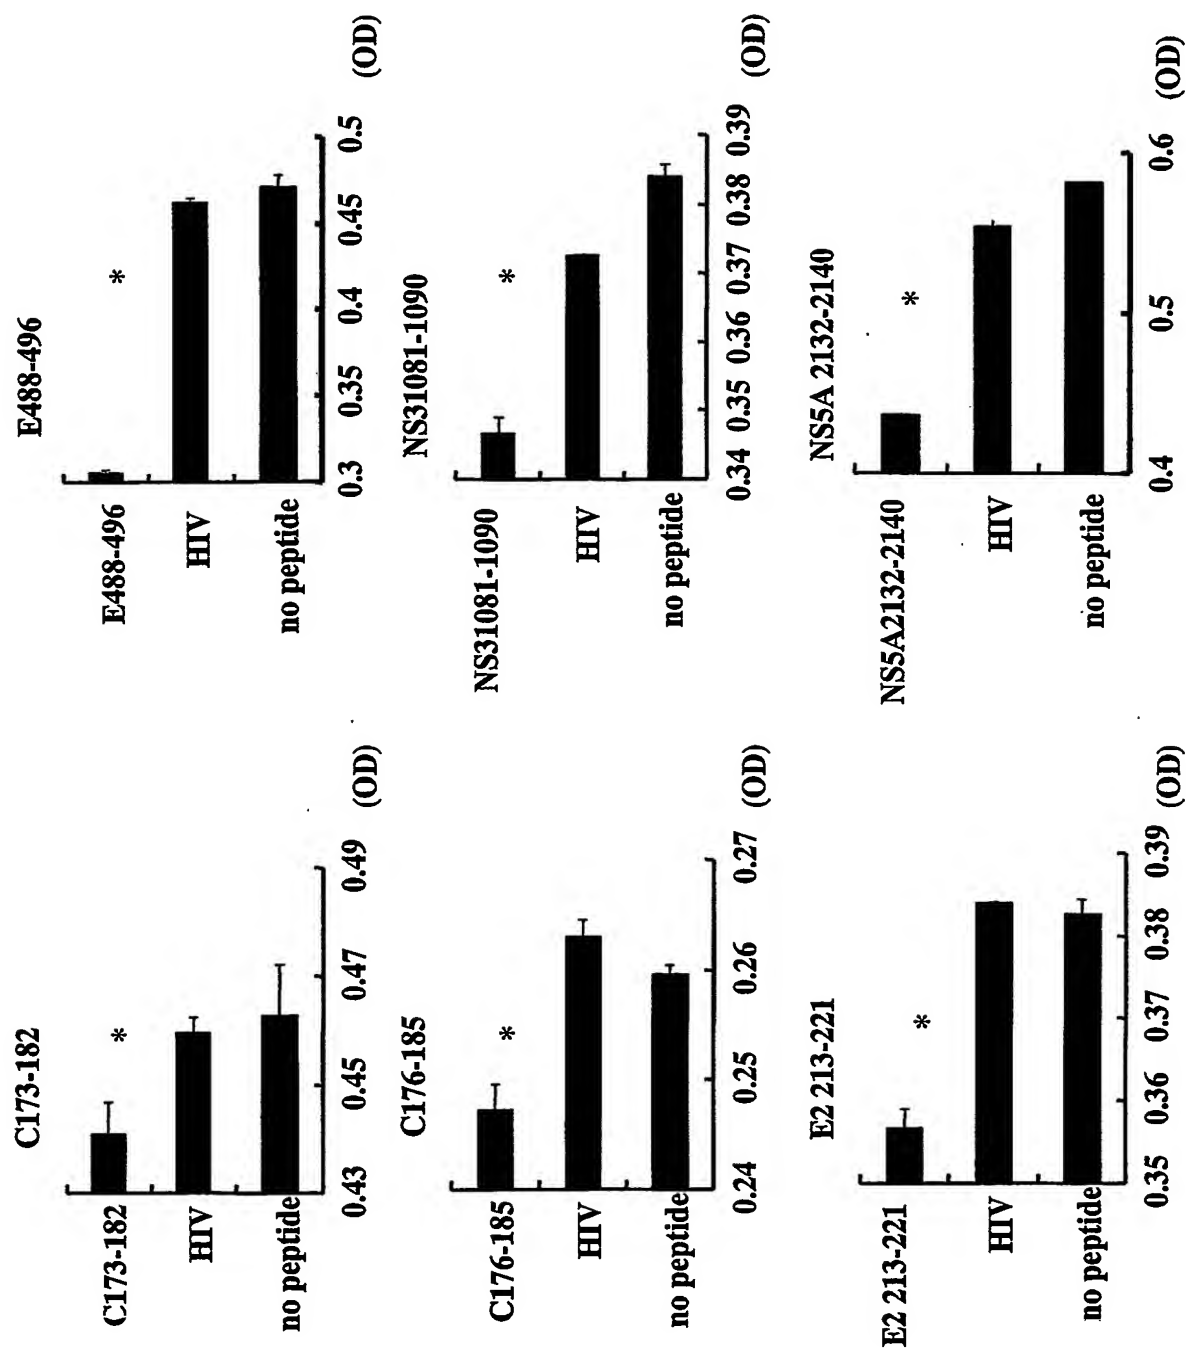 C173-182
C173-182
*
HIV
no peptide
0.43 0.45 0.47 0.49 (OD)
E488-496
E488-496
*
HIV
no peptide
0.3 0.35 0.4 0.45 0.5 (OD)
C176-185
C176-185
*
HIV
no peptide
0.24 0.25 0.26 0.27 (OD)
NS31081-1090
NS31081-1090
*
HIV
no peptide
0.34 0.35 0.36 0.37 0.38 0.39 (OD)
E2 213-221
E2 213-221
*
HIV
no peptide
0.35 0.36 0.37 0.38 0.39 (OD)
NS5A 2132-2140
NS5A2132-2140
*
HIV
no peptide
0.4 0.5 0.6 (OD)